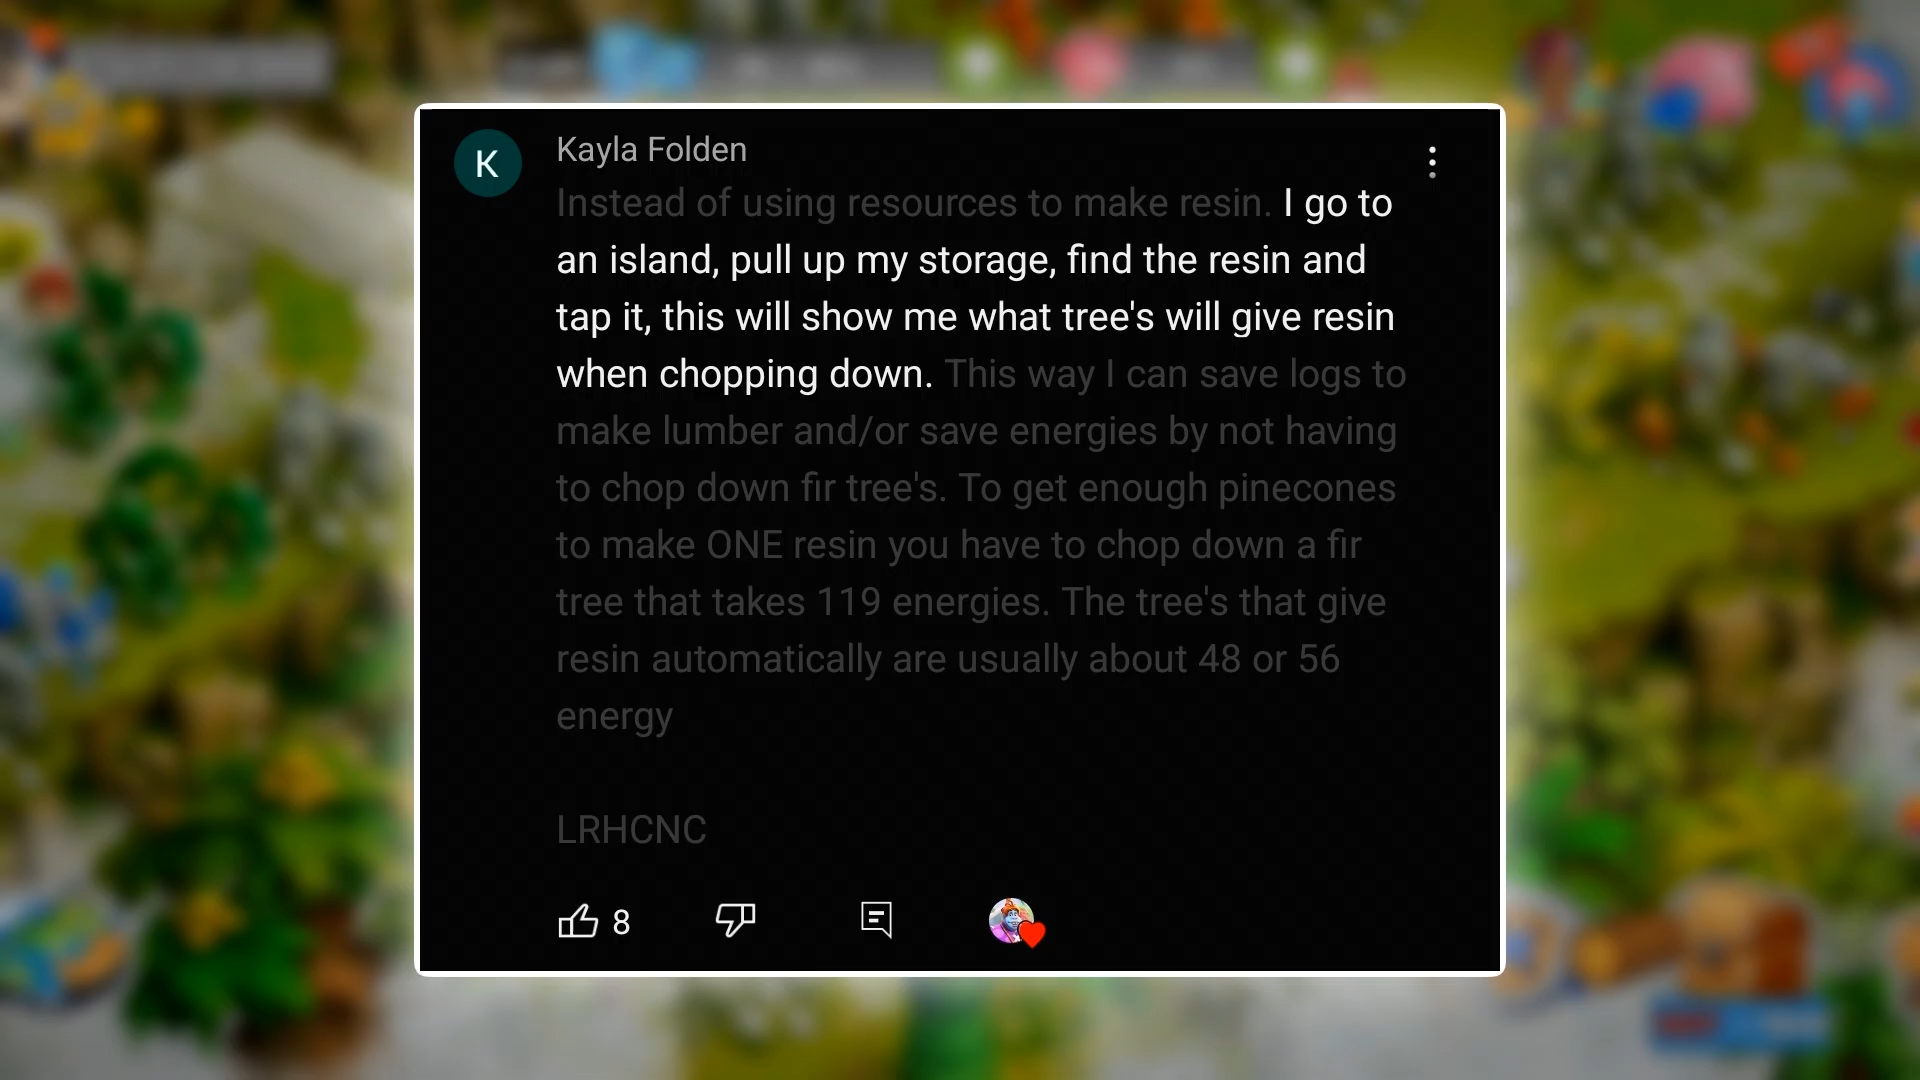 K
Kayla Folden
Instead of using resources to make resin. I go to
an island, pull up my storage, find the resin and
tap it, this will show me what tree's will give resin
when chopping down. This way I can save logs to
make lumber and/or save energies by not having
to chop down fir tree's. To get enough pinecones
to make ONE resin you have to chop down a fir
tree that takes 119 energies. The tree's that give
resin automatically are usually about 48 or 56
energy
LRHCNC
8